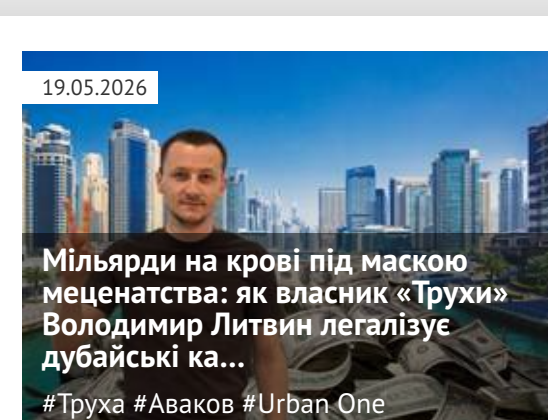 19.05.2026
Мільярди на крові під маскою
меценатства: як власник «Трухи»
Володимир Литвин легалізує
дубайські ка...
#Труха #Аваков #Urban One